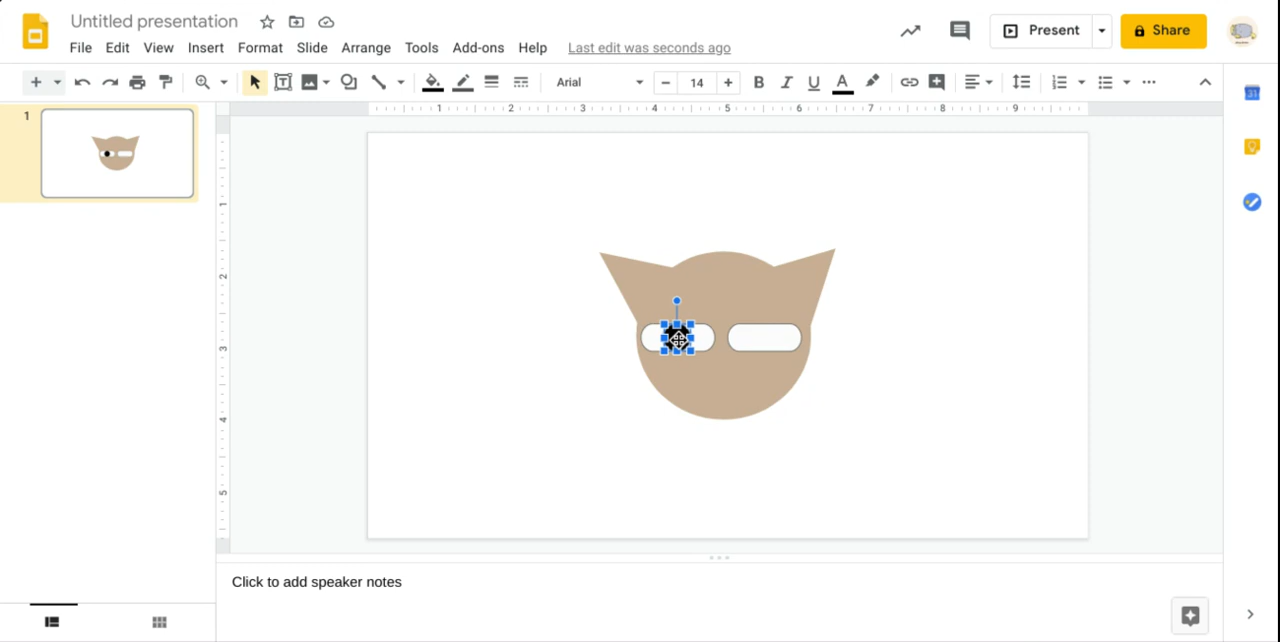 Untitled presentation
File Edit View Insert Format Slide Arrange Tools Add-ons Help Last edit was seconds ago
Present
Share
Arial
14
B I U A
1 2 3 4 5 6 7 8 9
1
1
2
3
4
5
31
Click to add speaker notes